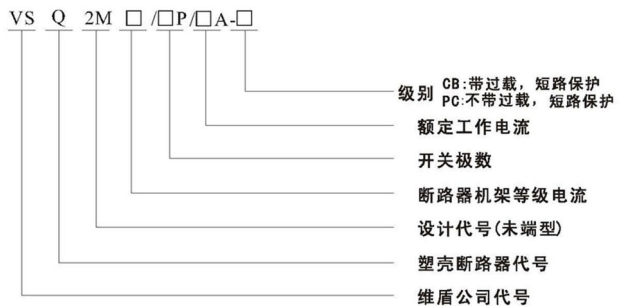 VS Q 2M □ /□P/□A-□
级别 CB:带过载，短路保护
PC:不带过载，短路保护
额定工作电流
开关极数
断路器机架等级电流
设计代号(末端型)
塑壳断路器代号
维盾公司代号